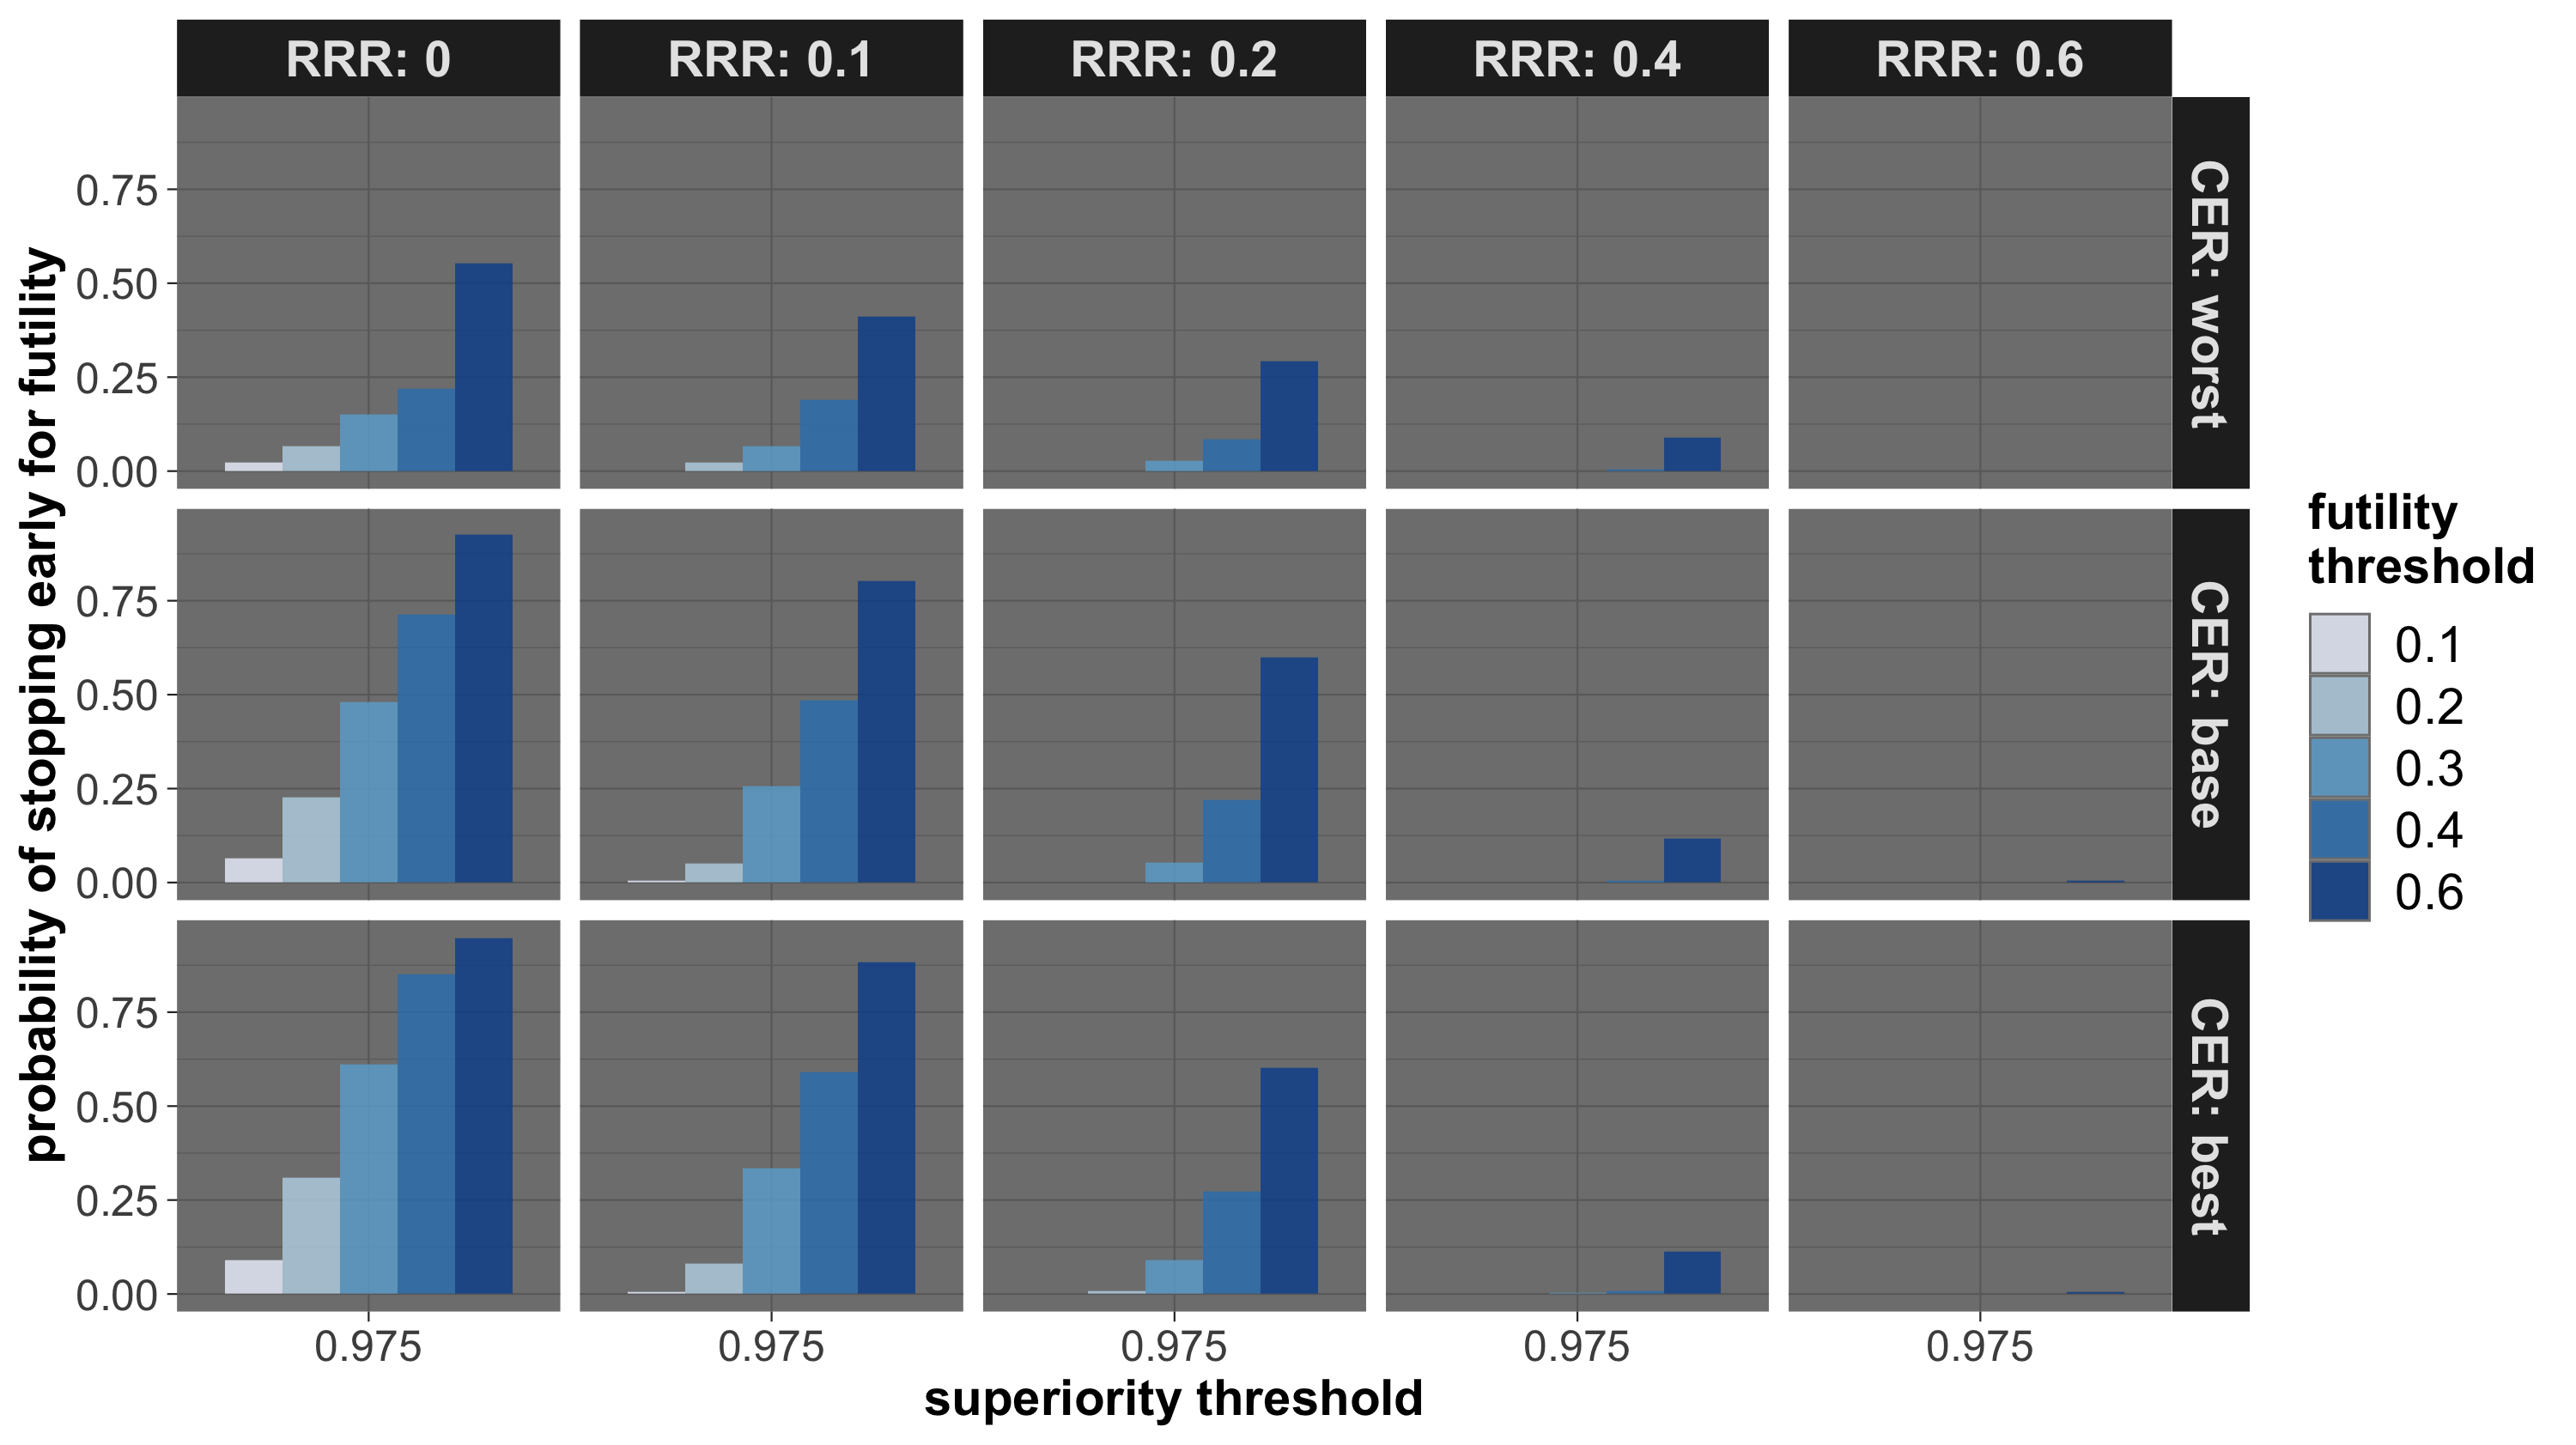 RRR: 0
RRR: 0.1
RRR: 0.2
RRR: 0.4
RRR: 0.6
probability of stopping early for futility
0.75
0.50
0.25
0.00
CER: worst
0.75
0.50
0.25
0.00
CER: base
0.75
0.50
0.25
0.00
CER: best
0.975
0.975
0.975
0.975
0.975
superiority threshold
futility
threshold
0.1
0.2
0.3
0.4
0.6